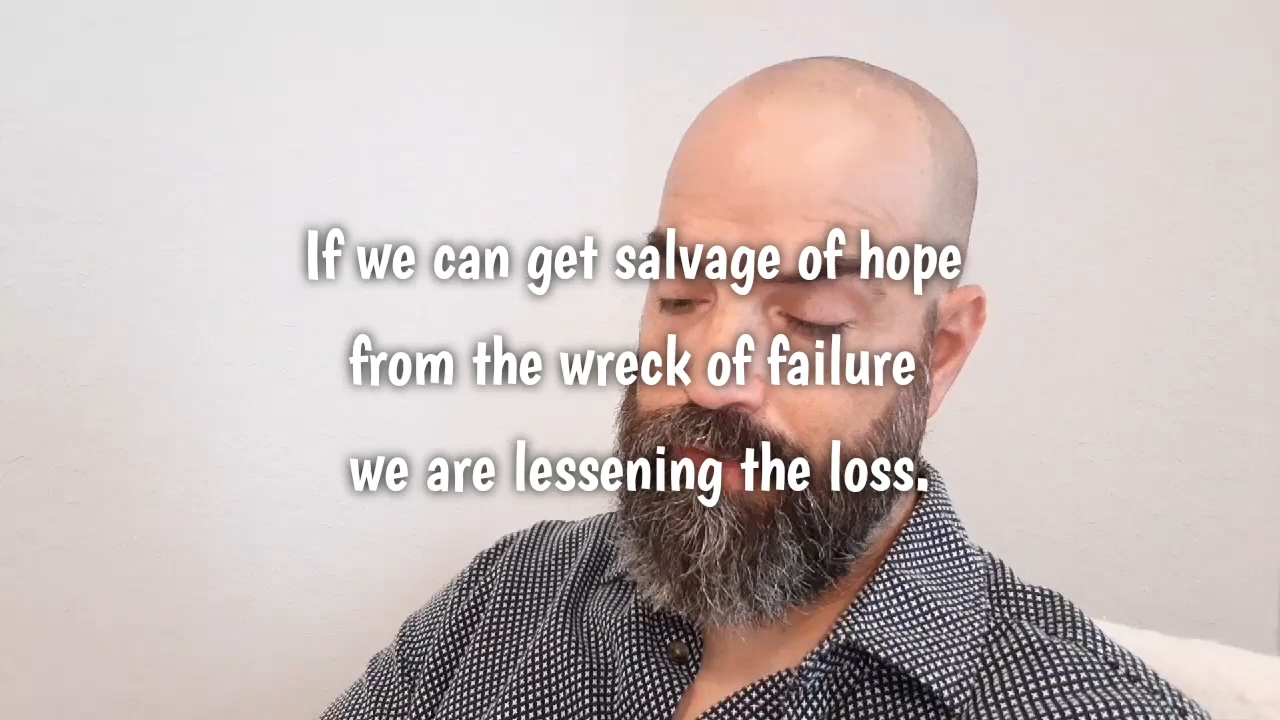 If we can get salvage of hope
from the wreck of failure
we are lessening the loss.